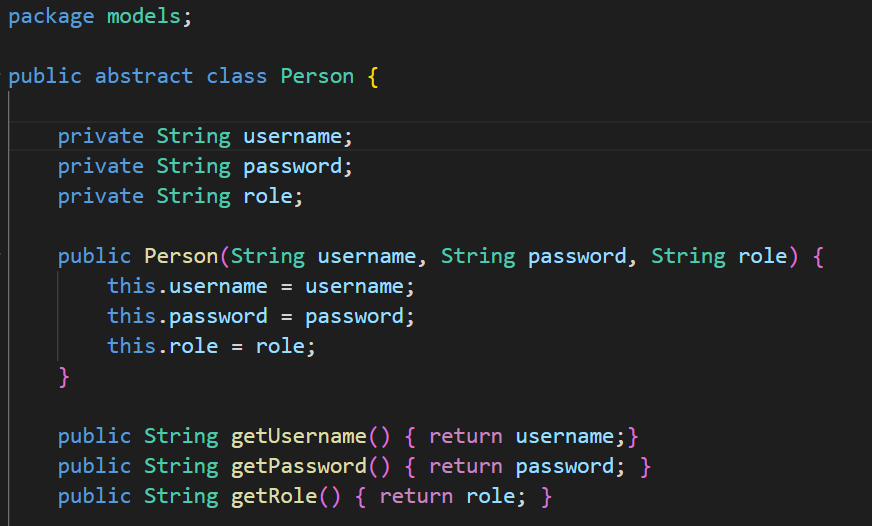 package models;
public abstract class Person {
private String username;
private String password;
private String role;
public Person(String username, String password, String role) {
this.username = username;
this.password = password;
this.role = role;
}
public String getUsername() { return username;}
public String getPassword() { return password; }
public String getRole() { return role; }